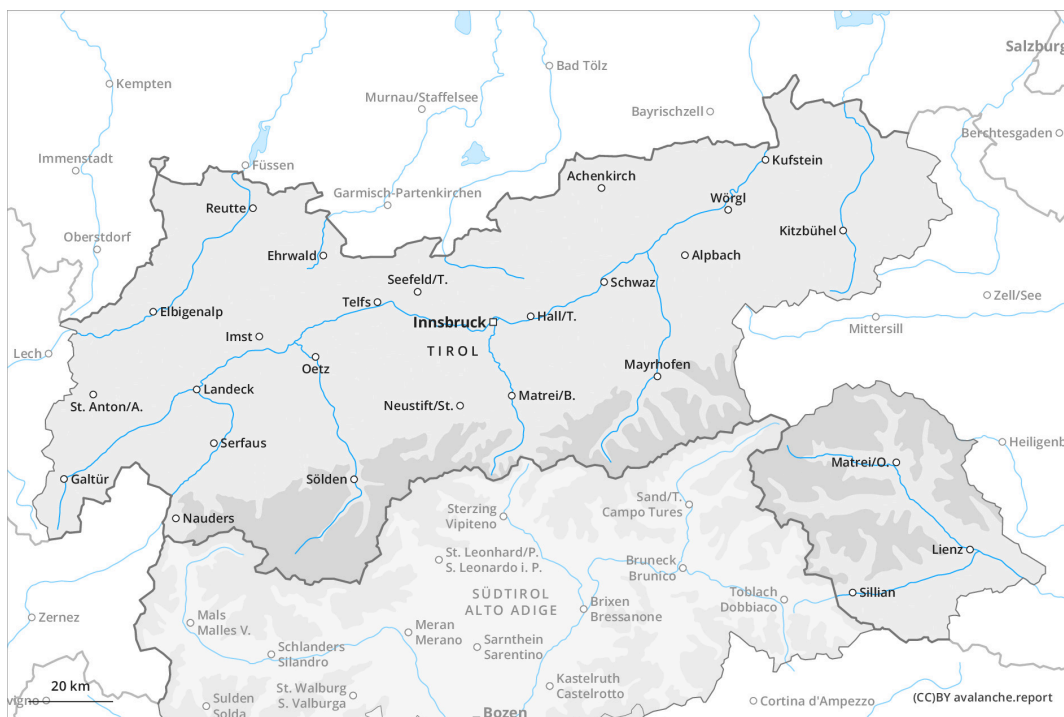 Salzburg
Kempten
Bad Tölz
Murnau/Staffelsee
Bayrischzell
Berchtesgaden
Immenstadt
Füssen
Kufstein
Achenkirch
Garmisch-Partenkirchen
Reutte
Wörgl
Oberstdorf
Kitzbühel
Ehrwald
Alpbach
Seefeld/T.
Schwaz
Zell/See
Telfs
Elbigenalp
Innsbruck
Hall/T.
Mittersill
Imst
Lech
TIROL
Oetz
Mayrhofen
Landeck
St. Anton/A.
Neustift/St.
Matrei/B.
Serfaus
Heiligenb
Matrei/O.
Galtür
Sölden
Sand/T.
Campo Tures
Sterzing
Vipiteno
Nauders
Lienz
St. Leonhard/P.
S. Leonardo i. P.
Bruneck
Brunico
SÜDTIROL
ALTO ADIGE
Toblach
Dobbiaco
Sillian
Brixen
Bressanone
Zernez
Mals
Malles V.
Meran
Merano
Sarnthein
Sarentino
Schlanders
Silandro
Kastelruth
Castelrotto
20 km
St. Walburg
S. Valburga
Sulden
Solda
vigno
Cortina d'Ampezzo
(CC)BY avalanche.report
Bozen